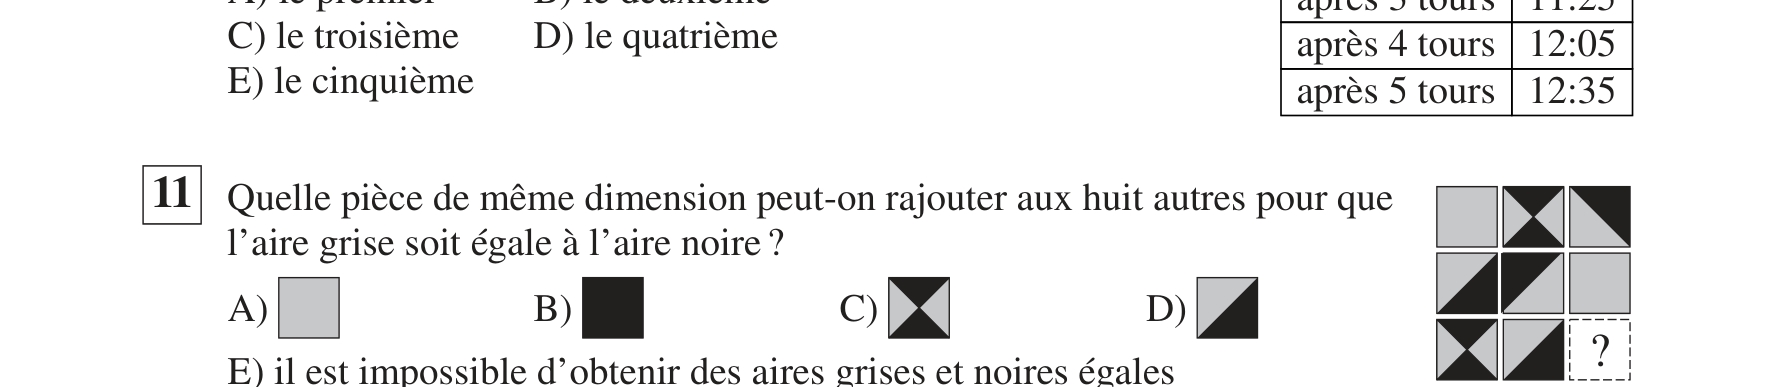 A) le premier B) le deuxième
C) le troisième D) le quatrième
E) le cinquième
après 3 tours 11:25
après 4 tours 12:05
après 5 tours 12:35
11 Quelle pièce de même dimension peut-on rajouter aux huit autres pour que
l’aire grise soit égale à l’aire noire ?
A) B) C) D)
?
E) il est impossible d’obtenir des aires grises et noires égales